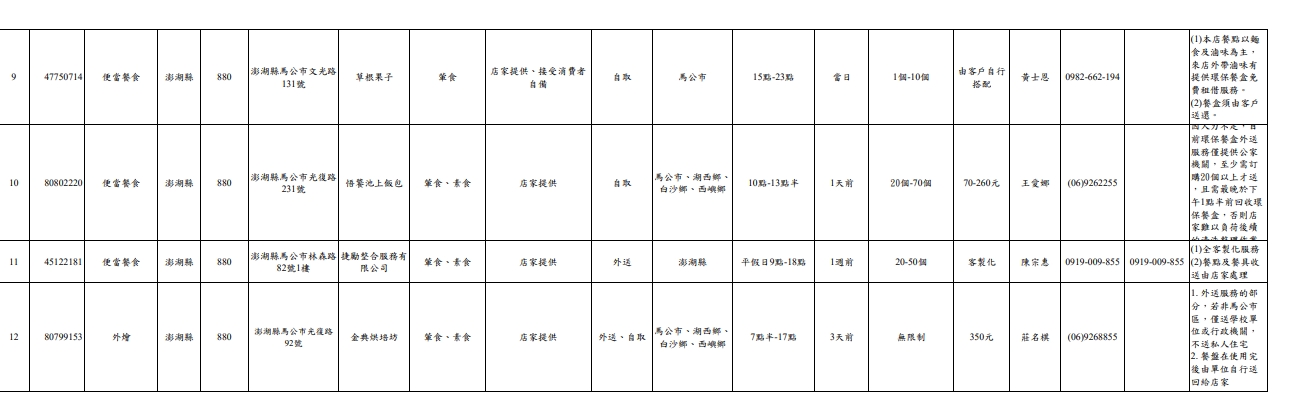 9 47750714 便當餐食 澎湖縣 880 澎湖縣馬公市文光路131號 草根果子 葷食 店家提供、接受消費者自備 自取 馬公市 15點-23點 當日 1個-10個 由客戶自行搭配 黃士恩 0982-662-194
(1)本店餐點以麵
食及滷味為主，
來店外帶滷味有
提供環保餐盒免
費租借服務。
(2)餐盒須由客戶
送還。
10 80802220 便當餐食 澎湖縣 880 澎湖縣馬公市光復路231號 悟饕池上飯包 葷食、素食 店家提供 自取 馬公市、湖西鄉、白沙鄉、西嶼鄉 10點-13點半 1天前 20個-70個 70-260元 王愛娜 (06)9262255
因人力不足，目
前環保餐盒外送
服務僅提供公家
機關，至少需訂
購20個以上才送
，且需最晚於下
午1點半前回收環
保餐盒，否則店
家難以負荷後續
11 45122181 便當餐食 澎湖縣 880 澎湖縣馬公市林森路82號1樓 捷勵整合服務有限公司 葷食、素食 店家提供 外送 澎湖縣 平假日9點-18點 1週前 20-50個 客製化 陳宗惠 0919-009-855 0919-009-855
(1)全客製化服務
(2)餐點及餐具收
送由店家處理
12 80799153 外燴 澎湖縣 880 澎湖縣馬公市光復路92號 金典烘培坊 葷食、素食 店家提供 外送、自取 馬公市、湖西鄉、白沙鄉、西嶼鄉 7點半-17點 3天前 無限制 350元 莊名棋 (06)9268855
1. 外送服務的部
分，若非馬公市
區，僅送學校單
位或行政機關，
不送私人住宅
2. 餐盤在使用完
後由單位自行送
回給店家